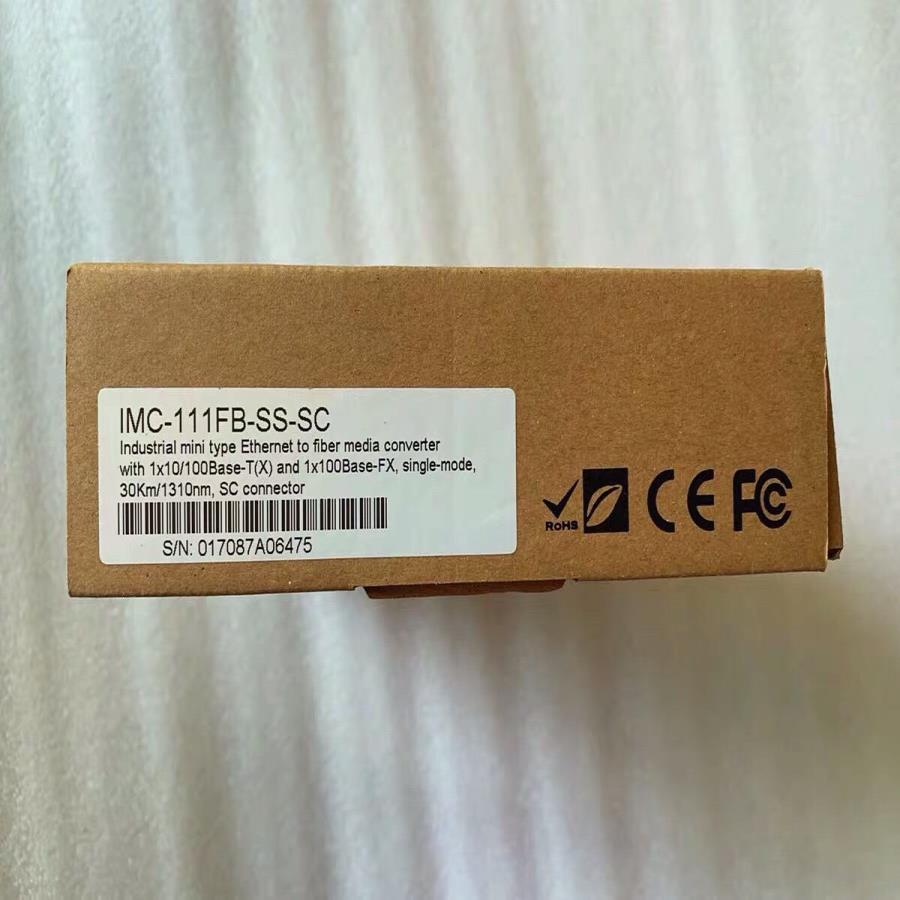 IMC-111FB-SS-SC
Industrial mini type Ethernet to fiber media converter
with 1x10/100Base-T(X) and 1x100Base-FX, single-mode,
30Km/1310nm, SC connector
S/N: 017087A06475
RoHS CE FC